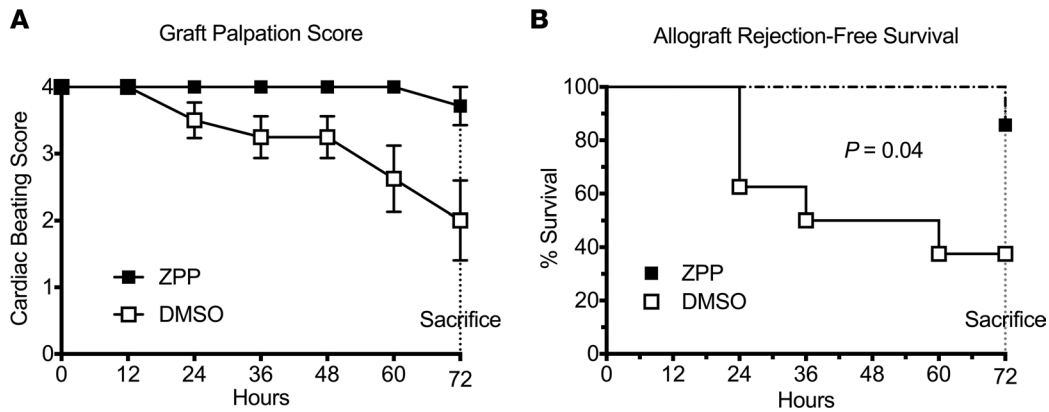 A
Graft Palpation Score
Cardiac Beating Score
4
3
2
1
0
ZPP
DMSO
Sacrifice
0 12 24 36 48 60 72
Hours
B
Allograft Rejection-Free Survival
% Survival
100
80
60
40
20
0
P = 0.04
ZPP
DMSO
Sacrifice
0 12 24 36 48 60 72
Hours